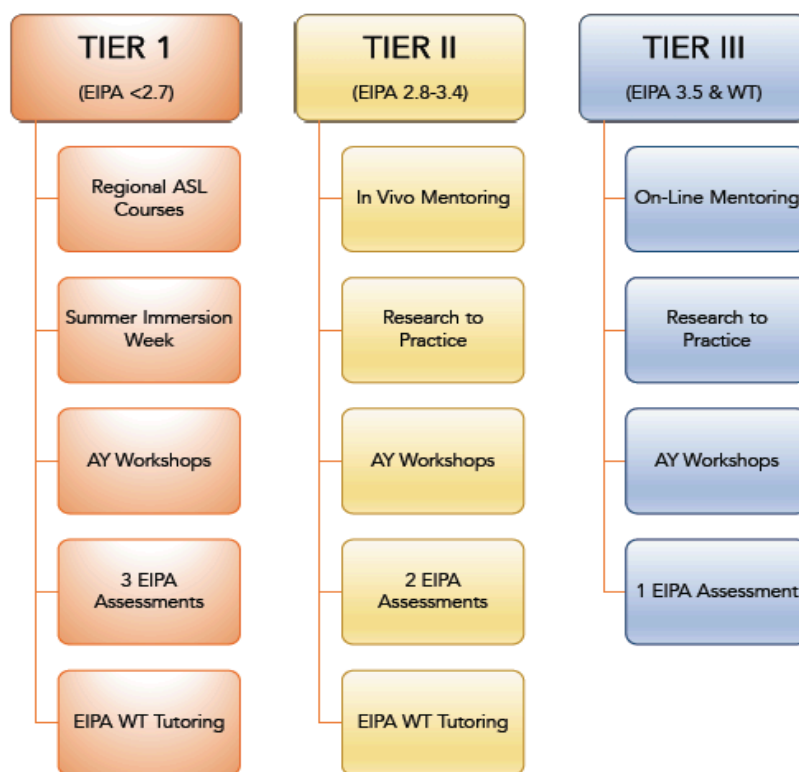 TIER 1
(EIPA <2.7)
Regional ASL
Courses
Summer Immersion
Week
AY Workshops
3 EIPA
Assessments
EIPA WT Tutoring
TIER II
(EIPA 2.8-3.4)
In Vivo Mentoring
Research to
Practice
AY Workshops
2 EIPA
Assessments
EIPA WT Tutoring
TIER III
(EIPA 3.5 & WT)
On-Line Mentoring
Research to
Practice
AY Workshops
1 EIPA Assessment